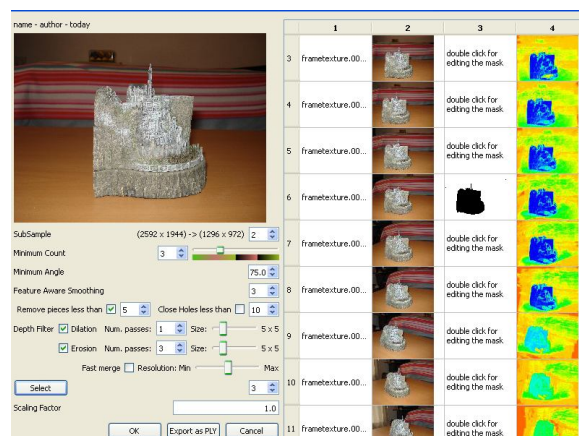 name - author - today
SubSample (2592 x 1944) -> (1296 x 972) 2
Minimum Count 3
Minimum Angle 75.0
Feature Aware Smoothing 3
Remove pieces less than 5 Close Holes less than 10
Depth Filter Dilation Num. passes: 1 Size: 5 x 5
Erosion Num. passes: 3 Size: 5 x 5
Fast merge Resolution: Min Max
Select 3
Scaling Factor 1.0
OK Export as PLY Cancel
1 2 3 4
3 frametexture.00... double click for
editing the mask
4 frametexture.00... double click for
editing the mask
5 frametexture.00... double click for
editing the mask
6 frametexture.00...
7 frametexture.00... double click for
editing the mask
8 frametexture.00... double click for
editing the mask
9 frametexture.00... double click for
editing the mask
10 frametexture.00... double click for
editing the mask
11 frametexture.00... double click for
editing the mask